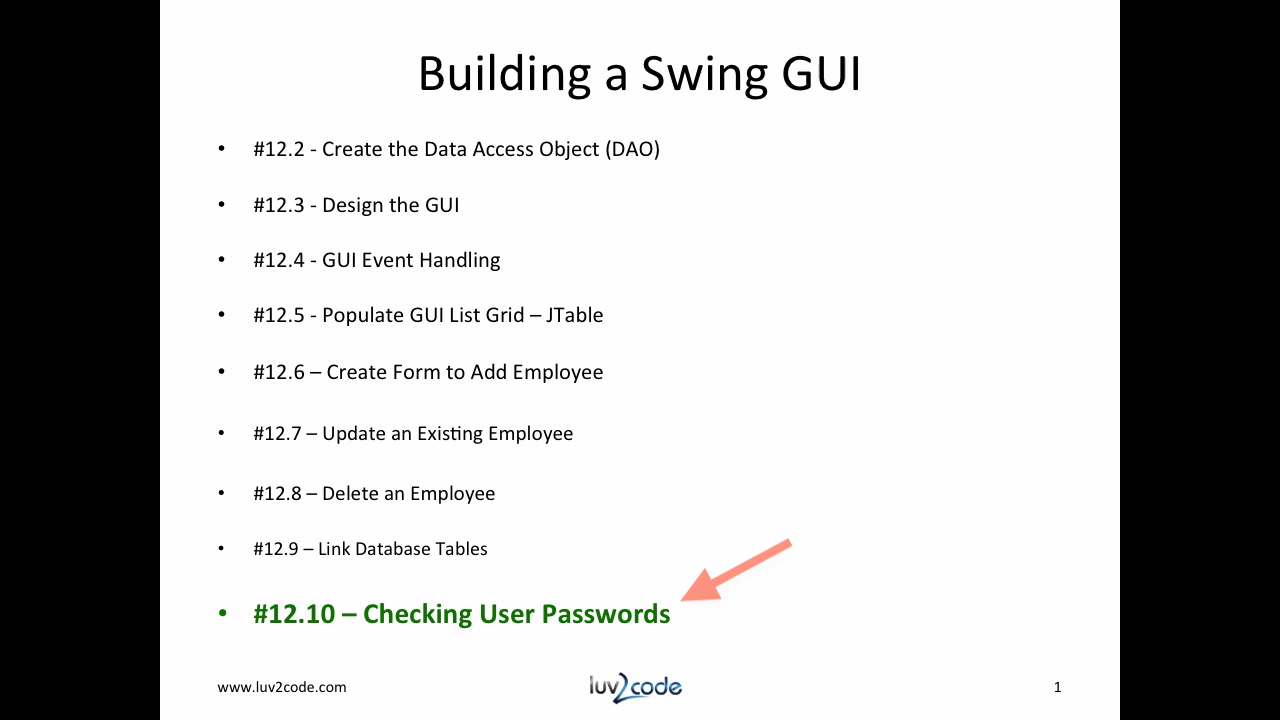 Building a Swing GUI
• #12.2 - Create the Data Access Object (DAO)
• #12.3 - Design the GUI
• #12.4 - GUI Event Handling
• #12.5 - Populate GUI List Grid – JTable
• #12.6 – Create Form to Add Employee
• #12.7 – Update an Existing Employee
• #12.8 – Delete an Employee
• #12.9 – Link Database Tables
• #12.10 – Checking User Passwords
www.luv2code.com
luv2code
1